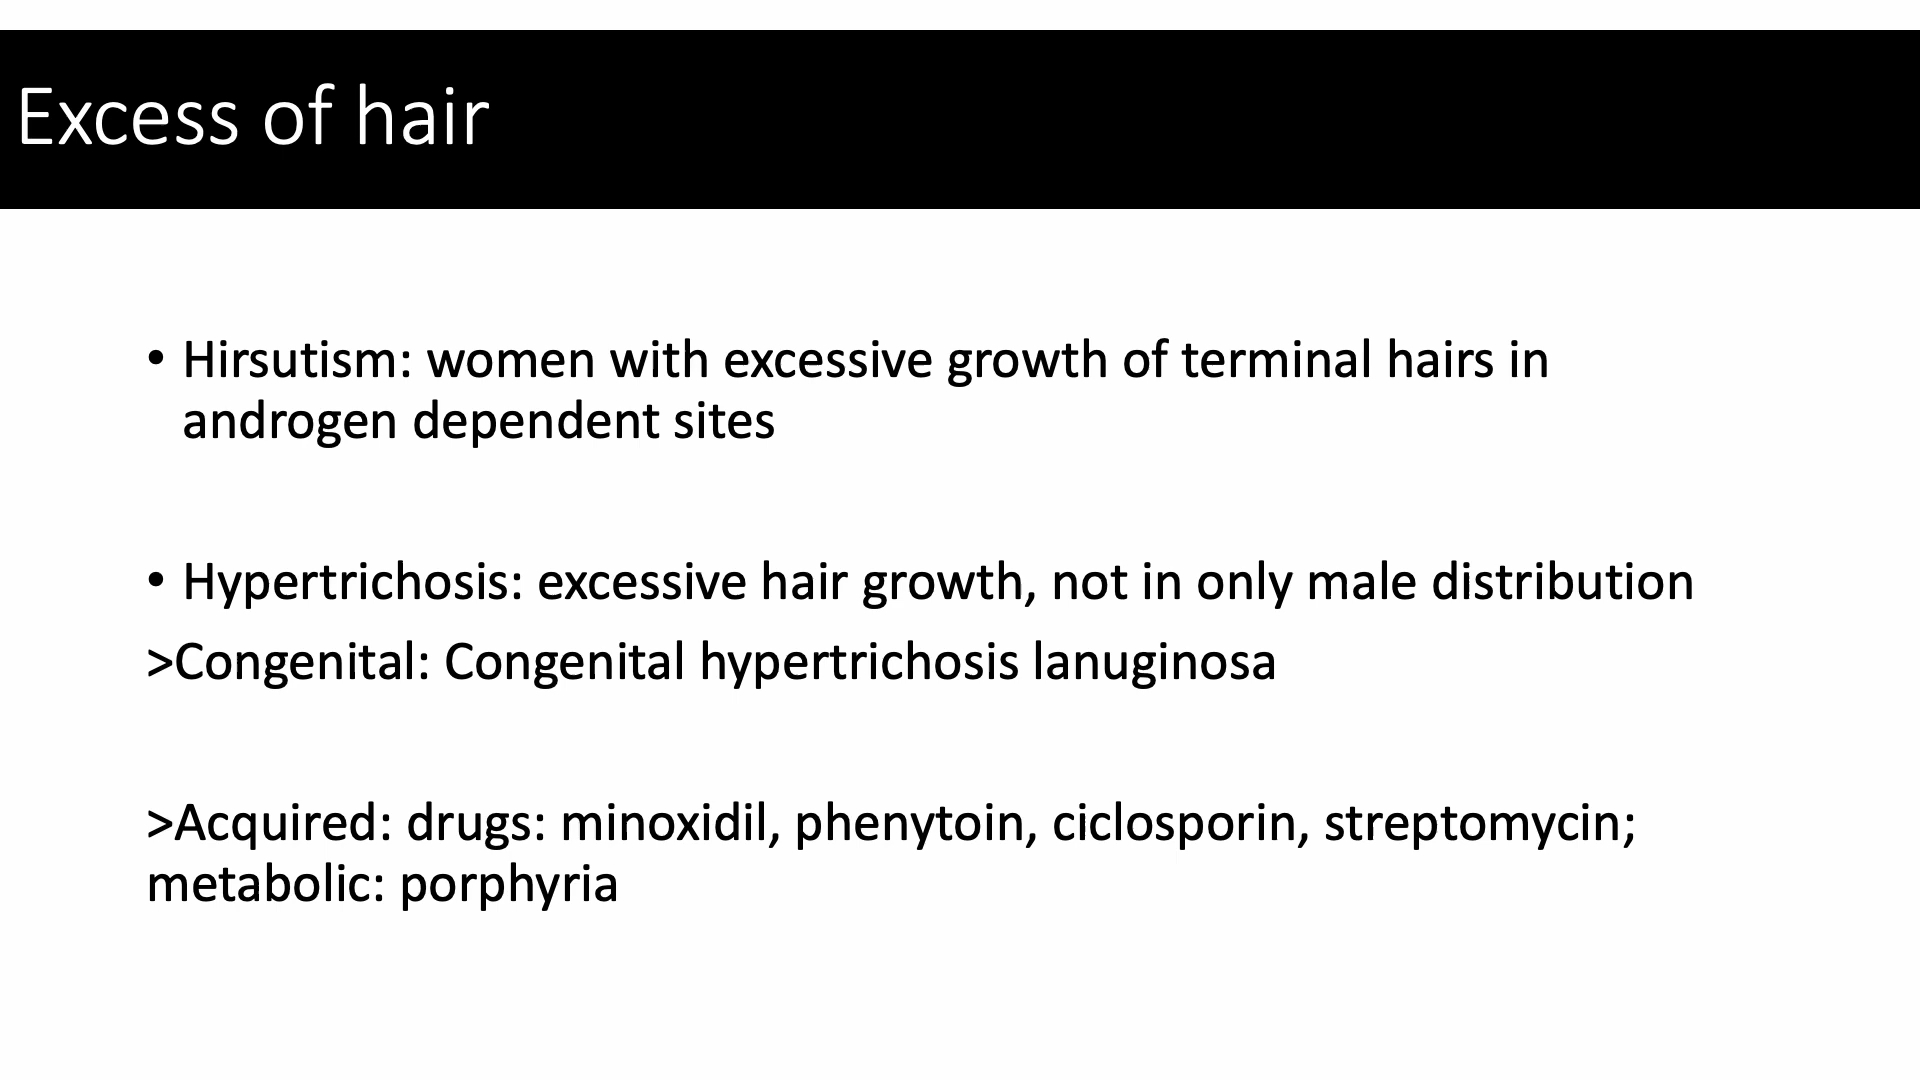 Excess of hair
• Hirsutism: women with excessive growth of terminal hairs in
androgen dependent sites
• Hypertrichosis: excessive hair growth, not in only male distribution
>Congenital: Congenital hypertrichosis lanuginosa
>Acquired: drugs: minoxidil, phenytoin, ciclosporin, streptomycin;
metabolic: porphyria